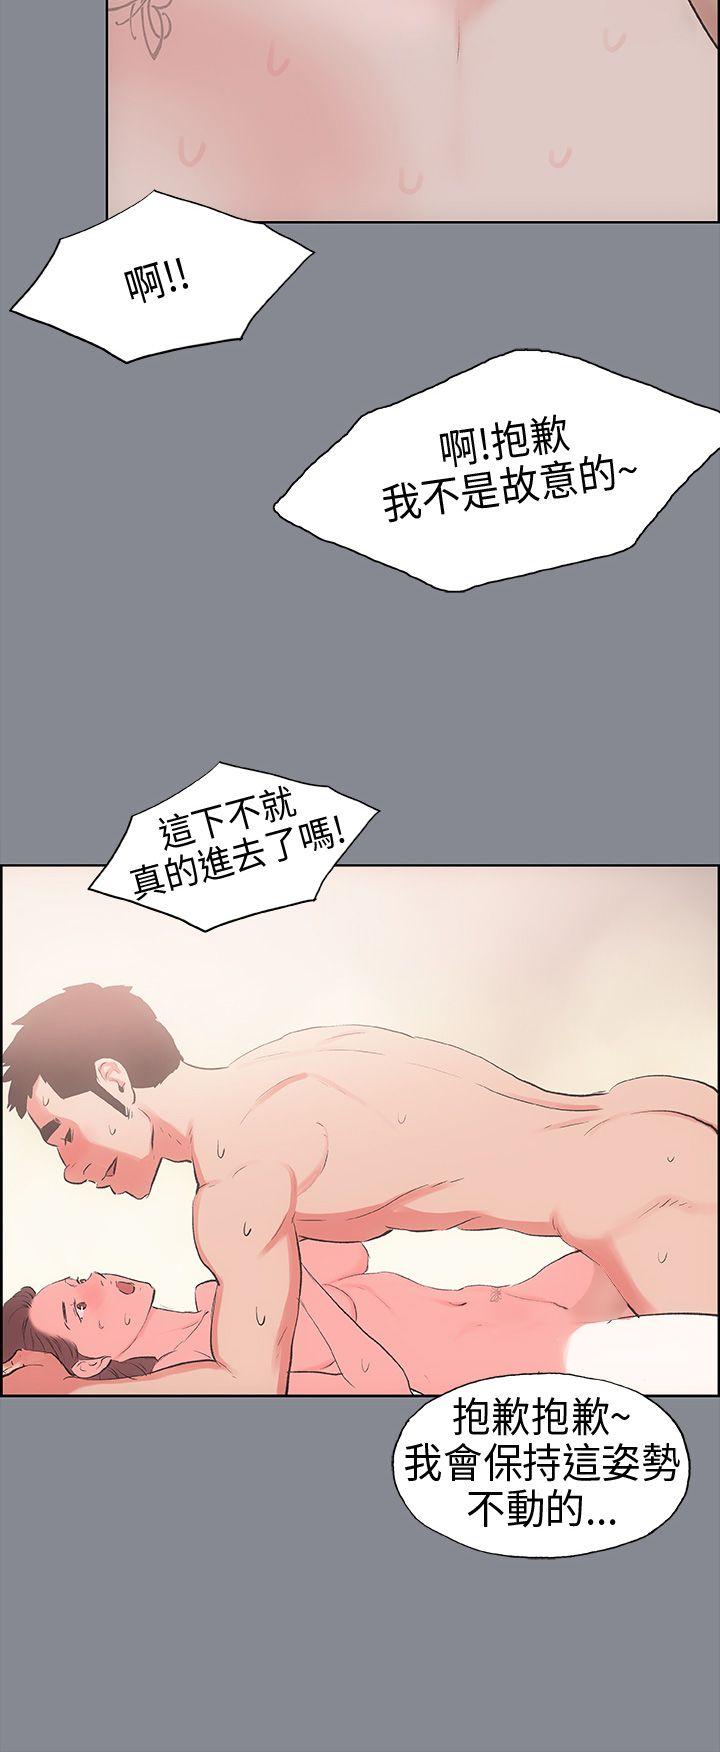 啊!!
啊!抱歉
我不是故意的~
這下不就
真的進去了嗎!
抱歉抱歉~
我會保持這姿勢
不動的...